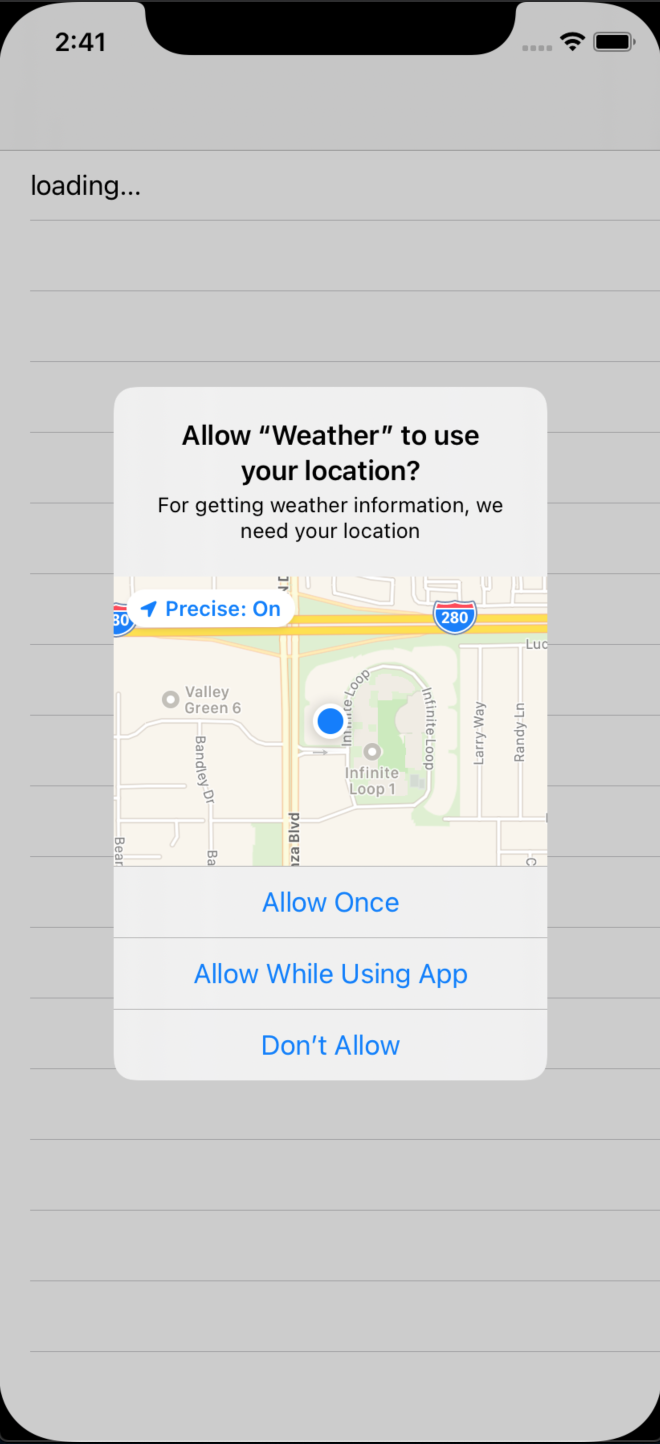 2:41
loading...
Allow “Weather” to use
your location?
For getting weather information, we
need your location
Precise: On
80
280
Luc
Valley
Green 6
Infinite Loop
Infinite Loop
Larry Way
Randy Ln
Bandley Dr
Infinite
Loop 1
Bear
Ba
nza Blvd
Allow Once
Allow While Using App
Don’t Allow